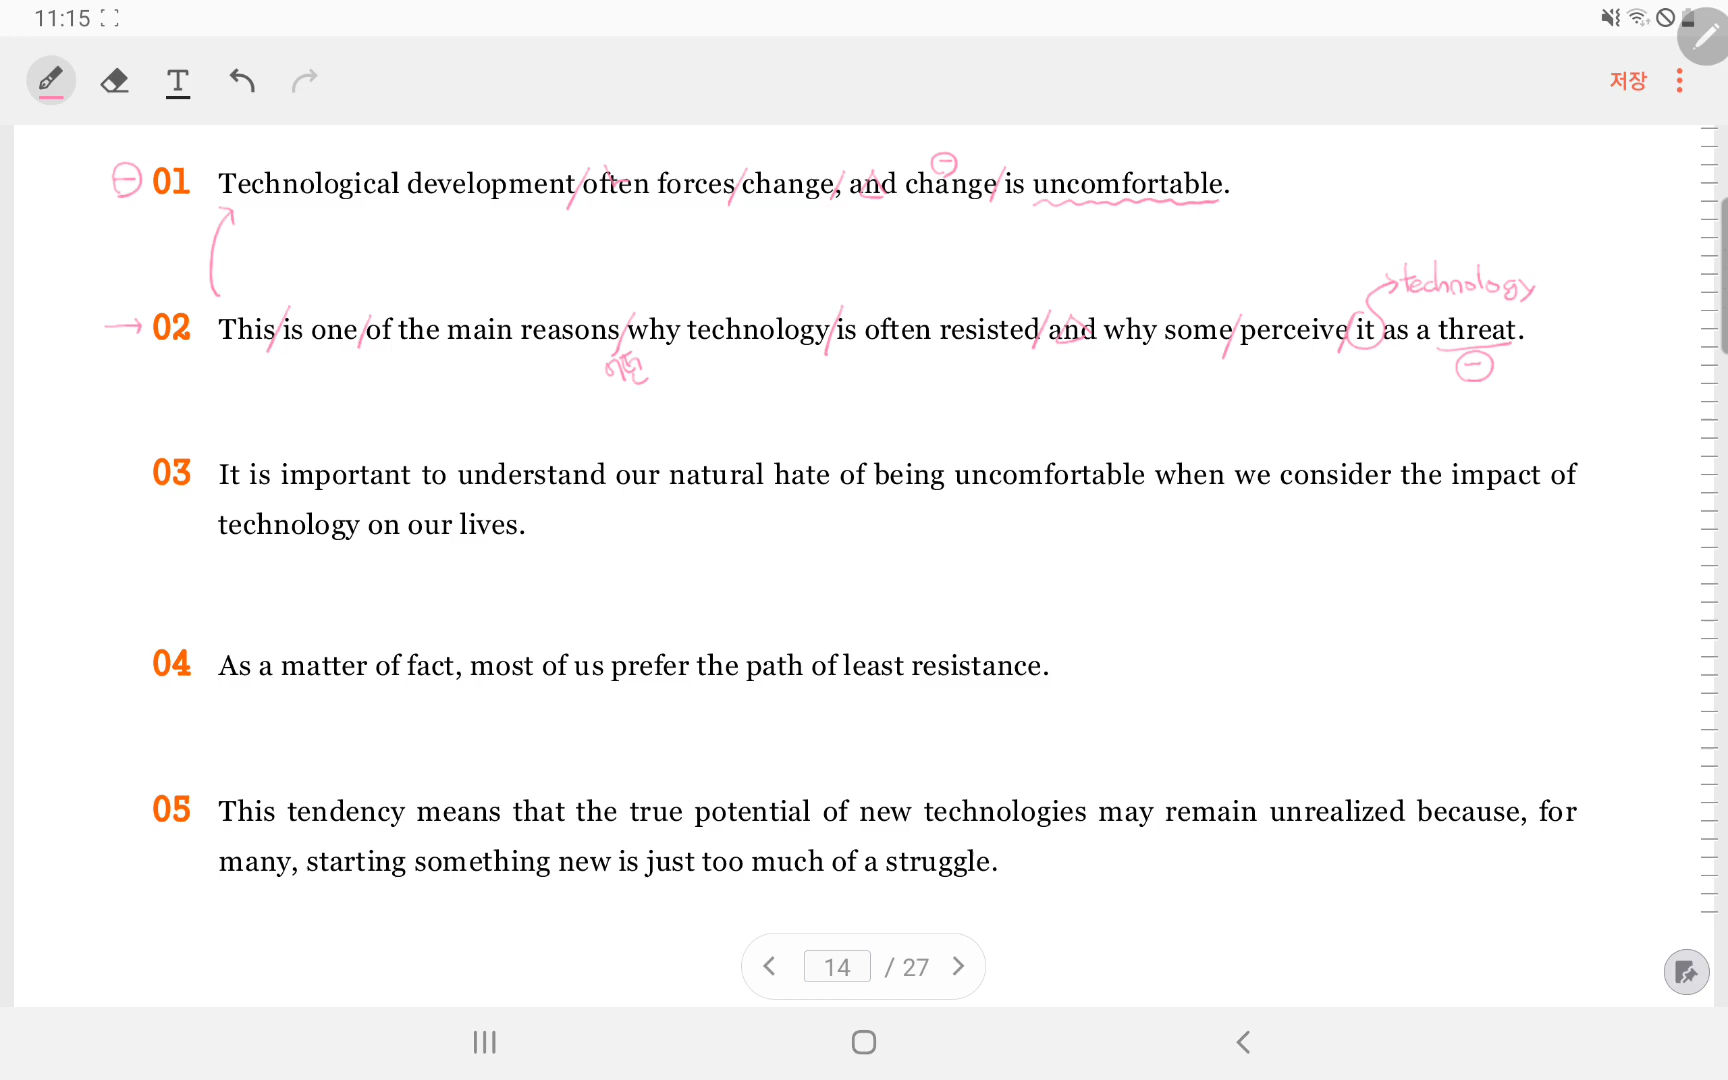 11:15
저장
01 Technological development often forces change, and change is uncomfortable.
technology
02 This is one of the main reasons why technology is often resisted and why some perceive it as a threat.
어떤
03 It is important to understand our natural hate of being uncomfortable when we consider the impact of
technology on our lives.
04 As a matter of fact, most of us prefer the path of least resistance.
05 This tendency means that the true potential of new technologies may remain unrealized because, for
many, starting something new is just too much of a struggle.
14 / 27